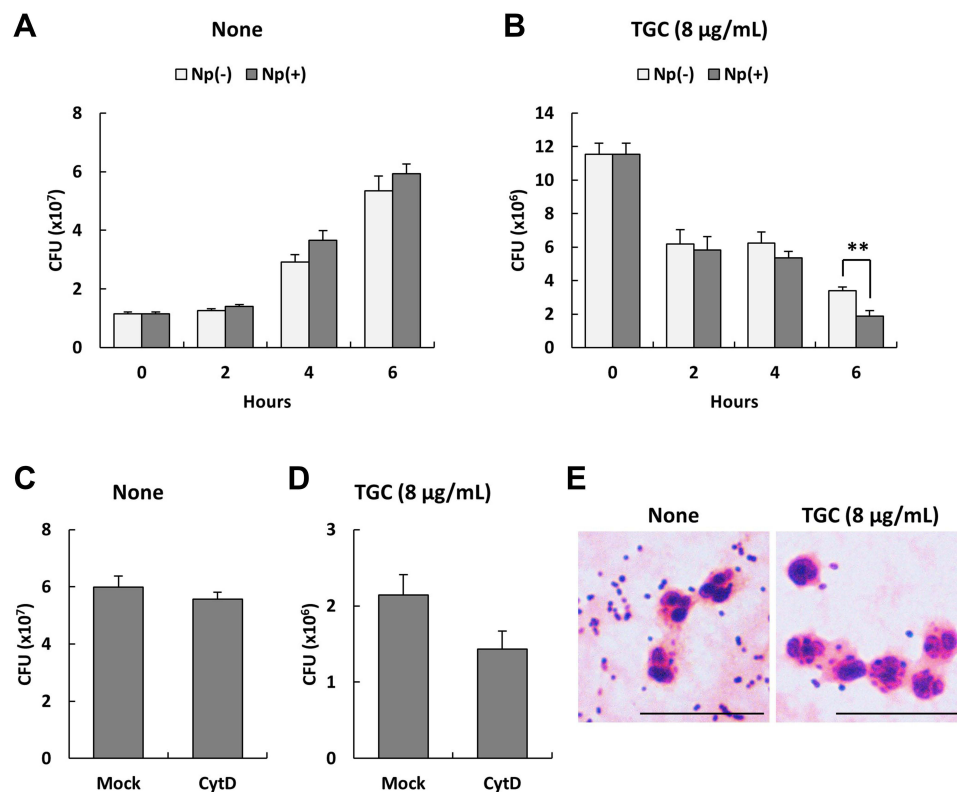 A
None
Np(-) Np(+)
8
6
4
2
0
CFU (x10⁷)
0 2 4 6
Hours
B
TGC (8 µg/mL)
Np(-) Np(+)
14
12
10
8
6
4
2
0
CFU (x10⁶)
**
0 2 4 6
Hours
C
None
8
6
4
2
0
CFU (x10⁷)
Mock CytD
D
TGC (8 µg/mL)
3
2
1
0
CFU (x10⁶)
Mock CytD
E
None
TGC (8 µg/mL)